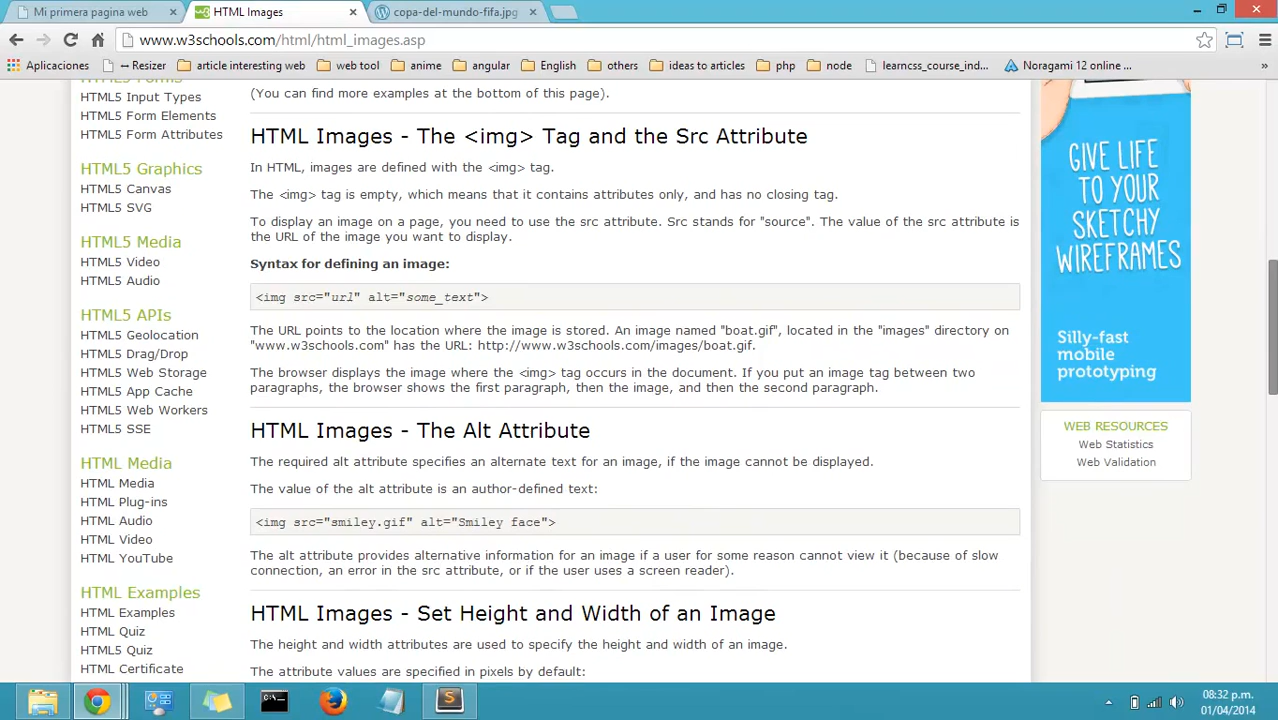 Mi primera pagina web
HTML Images
copa-del-mundo-fifa.jpg
www.w3schools.com/html/html_images.asp
Aplicaciones
↔ Resizer
article interesting web
web tool
anime
angular
English
others
ideas to articles
php
node
learncss_course_ind...
Noragami 12 online ...
»
HTML5 Input Types
HTML5 Form Elements
HTML5 Form Attributes
HTML5 Graphics
HTML5 Canvas
HTML5 SVG
HTML5 Media
HTML5 Video
HTML5 Audio
HTML5 APIs
HTML5 Geolocation
HTML5 Drag/Drop
HTML5 Web Storage
HTML5 App Cache
HTML5 Web Workers
HTML5 SSE
HTML Media
HTML Media
HTML Plug-ins
HTML Audio
HTML Video
HTML YouTube
HTML Examples
HTML Examples
HTML Quiz
HTML5 Quiz
HTML Certificate
(You can find more examples at the bottom of this page).
HTML Images - The <img> Tag and the Src Attribute
In HTML, images are defined with the <img> tag.
The <img> tag is empty, which means that it contains attributes only, and has no closing tag.
To display an image on a page, you need to use the src attribute. Src stands for "source". The value of the src attribute is
the URL of the image you want to display.
Syntax for defining an image:
<img src="url" alt="some_text">
The URL points to the location where the image is stored. An image named "boat.gif", located in the "images" directory on
"www.w3schools.com" has the URL: http://www.w3schools.com/images/boat.gif.
The browser displays the image where the <img> tag occurs in the document. If you put an image tag between two
paragraphs, the browser shows the first paragraph, then the image, and then the second paragraph.
HTML Images - The Alt Attribute
The required alt attribute specifies an alternate text for an image, if the image cannot be displayed.
The value of the alt attribute is an author-defined text:
<img src="smiley.gif" alt="Smiley face">
The alt attribute provides alternative information for an image if a user for some reason cannot view it (because of slow
connection, an error in the src attribute, or if the user uses a screen reader).
HTML Images - Set Height and Width of an Image
The height and width attributes are used to specify the height and width of an image.
The attribute values are specified in pixels by default:
GIVE LIFE
TO YOUR
SKETCHY
WIREFRAMES
Silly-fast
mobile
prototyping
WEB RESOURCES
Web Statistics
Web Validation
08:32 p.m.
01/04/2014